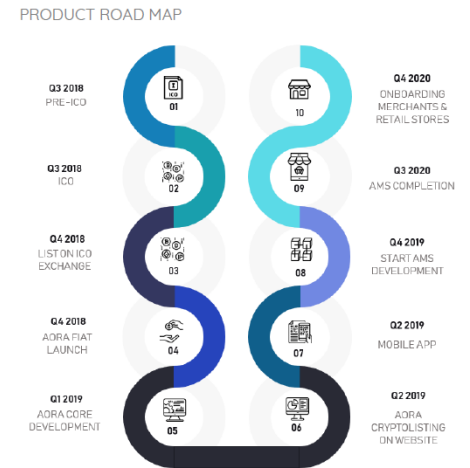 PRODUCT ROAD MAP
Q3 2018
PRE-ICO
ICO
01
Q3 2018
ICO
02
Q4 2018
LIST ON ICO
EXCHANGE
03
Q4 2018
AORA FIAT
LAUNCH
04
Q1 2019
AORA CORE
DEVELOPMENT
05
06
Q2 2019
AORA
CRYPTOLISTING
ON WEBSITE
07
Q2 2019
MOBILE APP
08
Q4 2019
START AMS
DEVELOPMENT
09
Q3 2020
AMS COMPLETION
10
Q4 2020
ONBOARDING
MERCHANTS &
RETAIL STORES